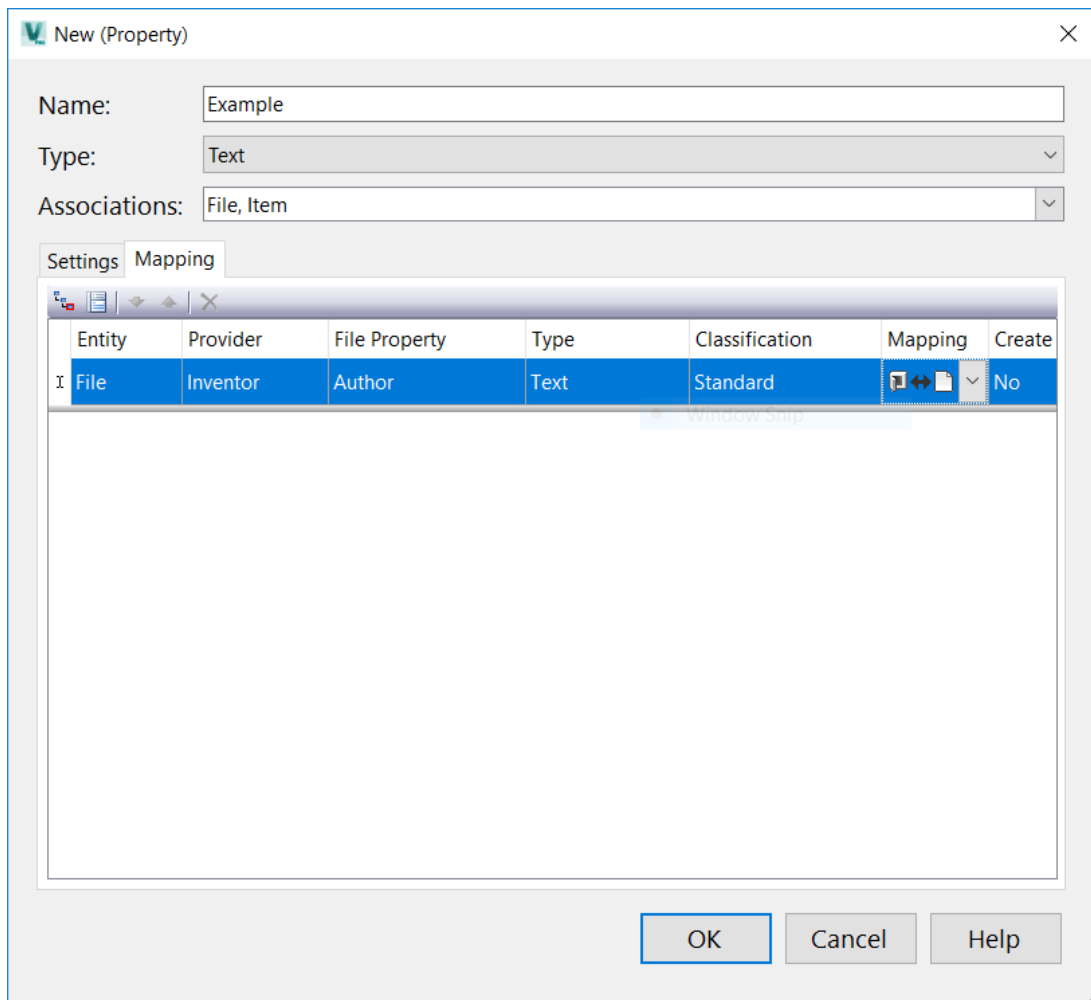 New (Property)
Name: Example
Type: Text
Associations: File, Item
Settings Mapping
Entity Provider File Property Type Classification Mapping Create
File Inventor Author Text Standard No
Window Snip
OK Cancel Help